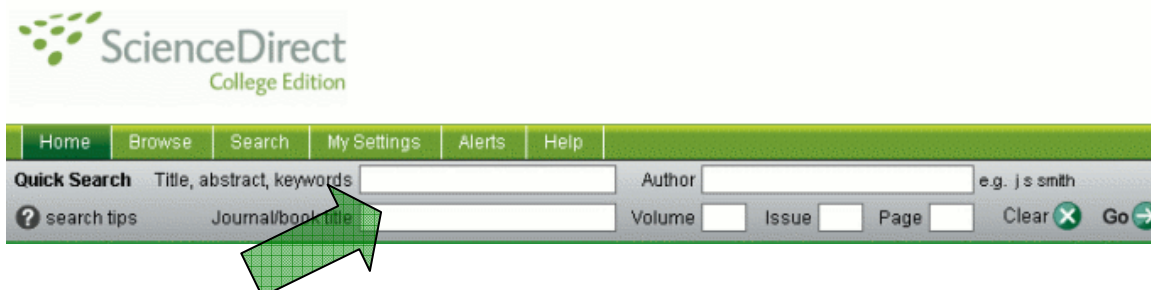 ScienceDirect
College Edition
Home Browse Search My Settings Alerts Help
Quick Search Title, abstract, keywords Author e.g. j s smith
? search tips Journal/book title Volume Issue Page Clear Go